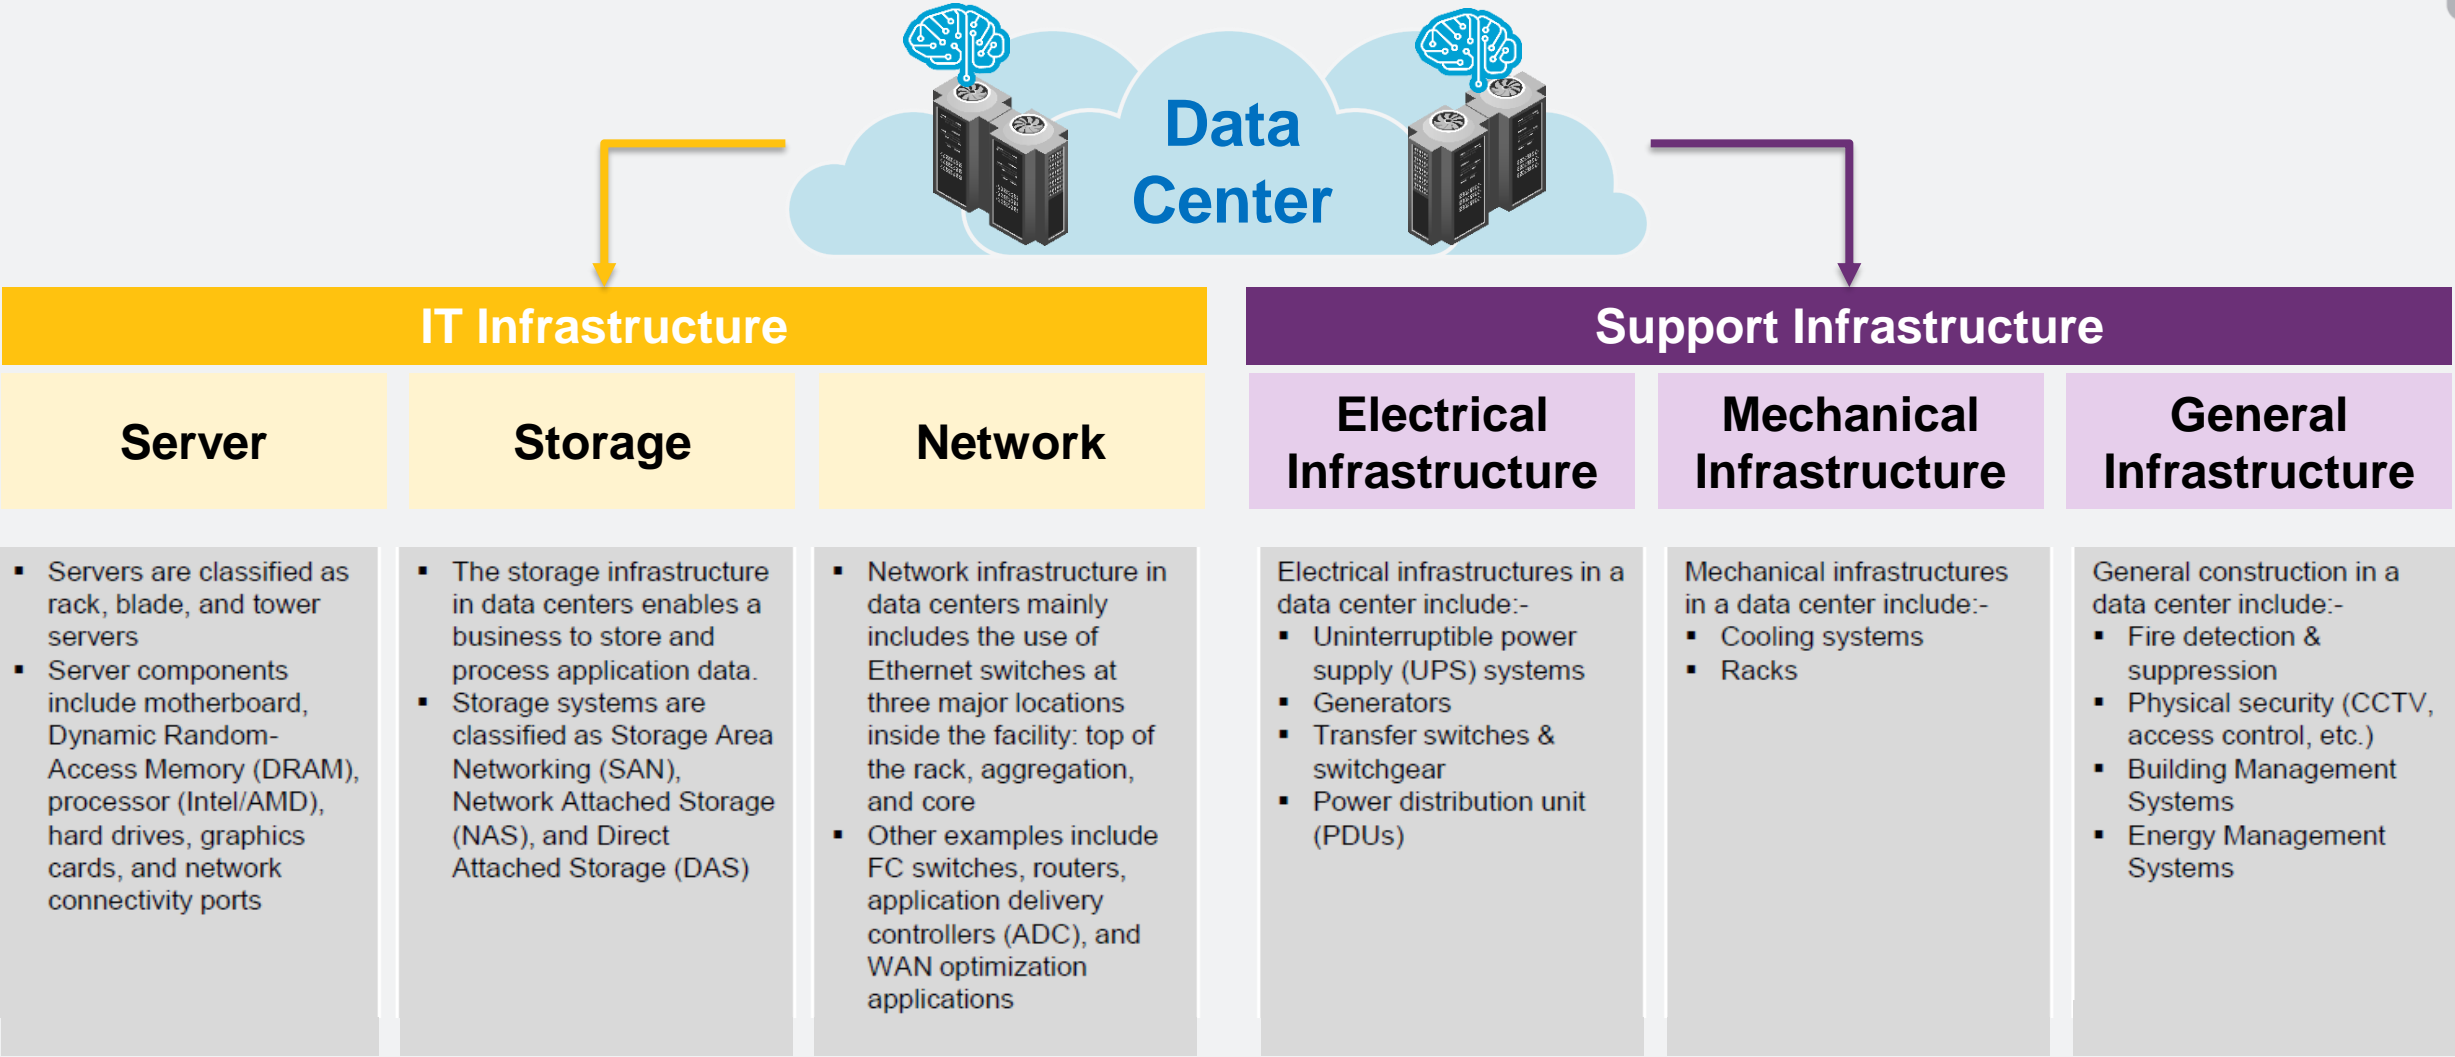 Data
Center
IT Infrastructure
Support Infrastructure
Server
Storage
Network
Electrical
Infrastructure
Mechanical
Infrastructure
General
Infrastructure
▪ Servers are classified as
rack, blade, and tower
servers
▪ Server components
include motherboard,
Dynamic Random-
Access Memory (DRAM),
processor (Intel/AMD),
hard drives, graphics
cards, and network
connectivity ports
▪ The storage infrastructure
in data centers enables a
business to store and
process application data.
▪ Storage systems are
classified as Storage Area
Networking (SAN),
Network Attached Storage
(NAS), and Direct
Attached Storage (DAS)
▪ Network infrastructure in
data centers mainly
includes the use of
Ethernet switches at
three major locations
inside the facility: top of
the rack, aggregation,
and core
▪ Other examples include
FC switches, routers,
application delivery
controllers (ADC), and
WAN optimization
applications
Electrical infrastructures in a
data center include:-
▪ Uninterruptible power
supply (UPS) systems
▪ Generators
▪ Transfer switches &
switchgear
▪ Power distribution unit
(PDUs)
Mechanical infrastructures
in a data center include:-
▪ Cooling systems
▪ Racks
General construction in a
data center include:-
▪ Fire detection &
suppression
▪ Physical security (CCTV,
access control, etc.)
▪ Building Management
Systems
▪ Energy Management
Systems